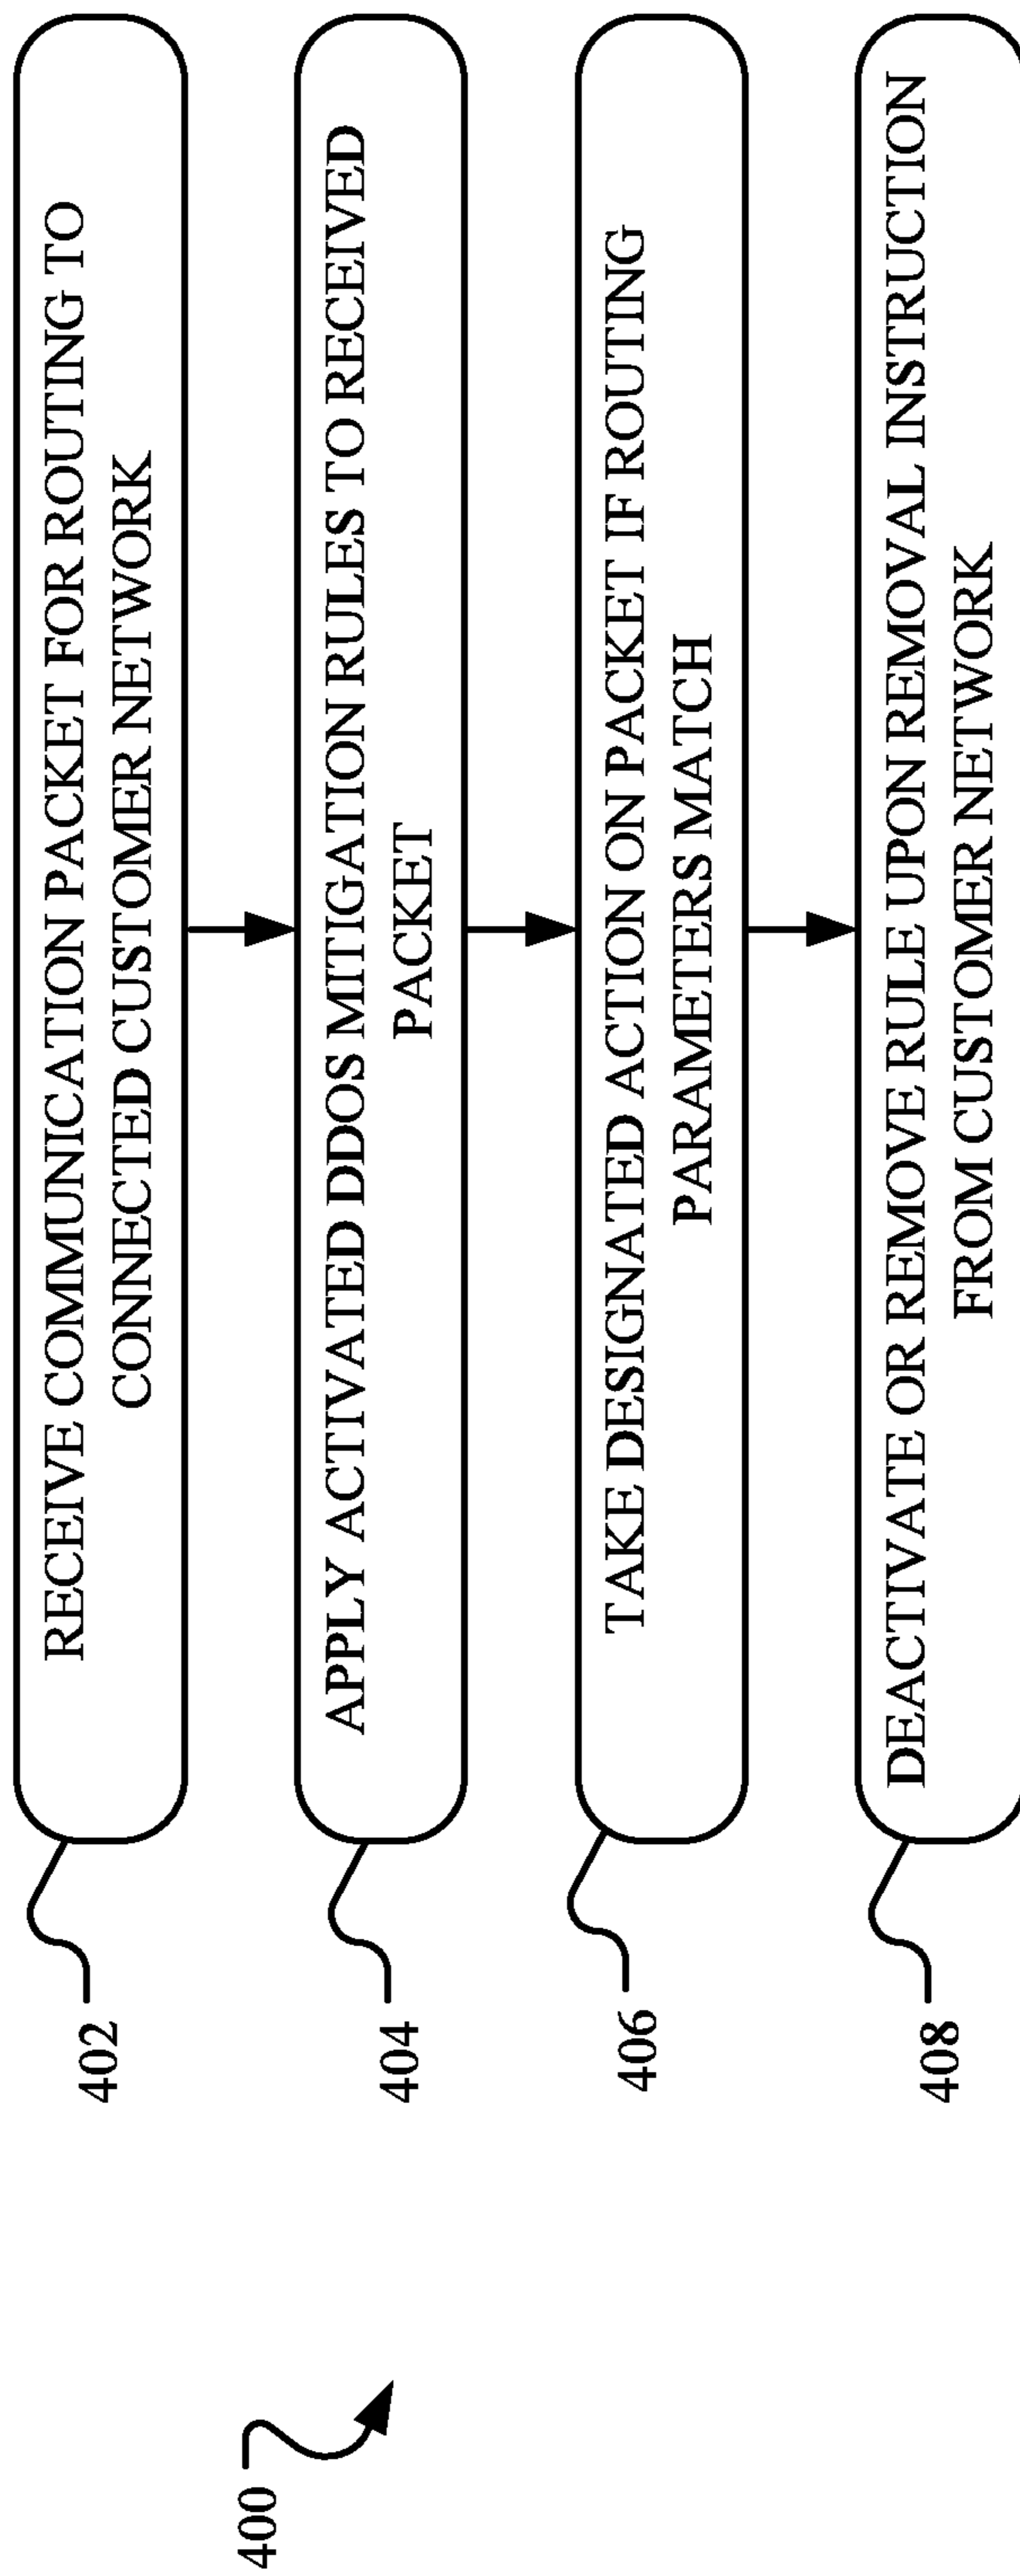 400
402
RECEIVE COMMUNICATION PACKET FOR ROUTING TO
CONNECTED CUSTOMER NETWORK
404
APPLY ACTIVATED DDOS MITIGATION RULES TO RECEIVED
PACKET
406
TAKE DESIGNATED ACTION ON PACKET IF ROUTING
PARAMETERS MATCH
408
DEACTIVATE OR REMOVE RULE UPON REMOVAL INSTRUCTION
FROM CUSTOMER NETWORK